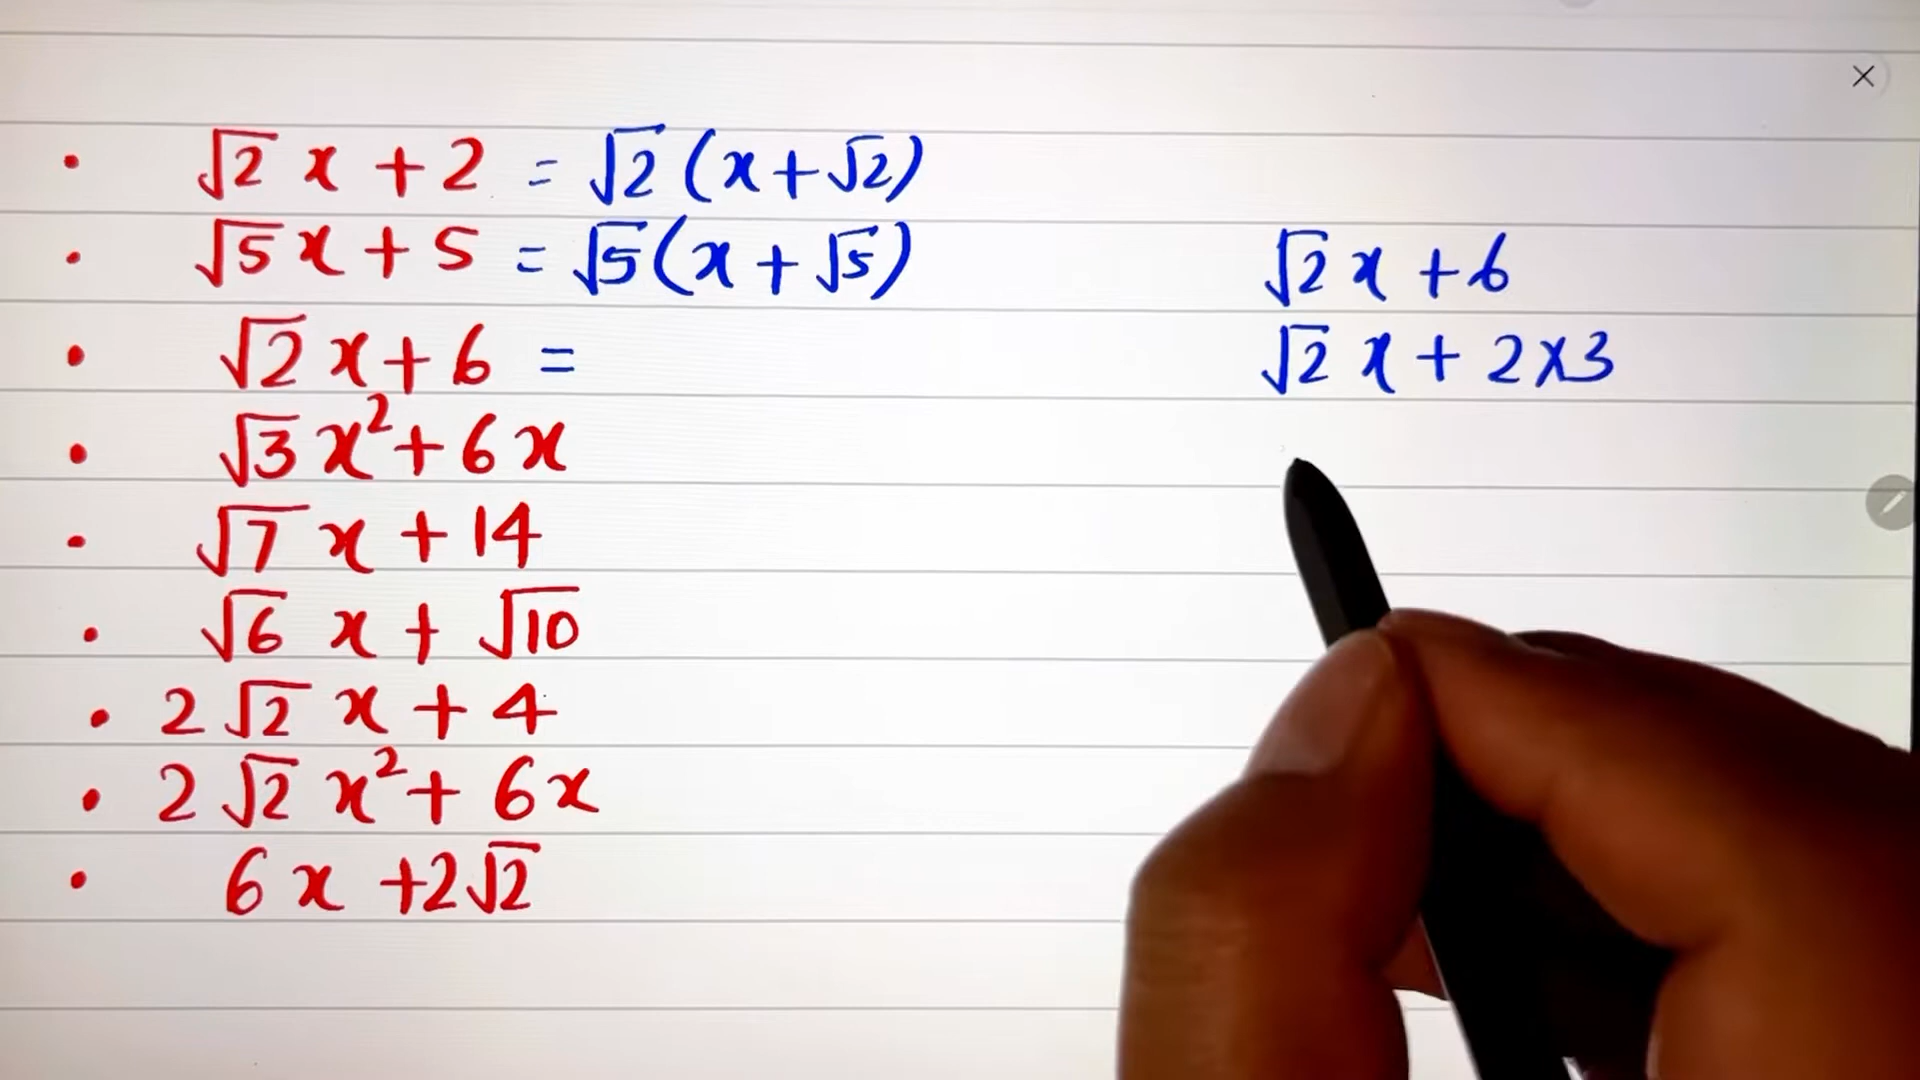 • √2 x + 2 = √2 (x + √2)
• √5 x + 5 = √5 (x + √5)
• √2 x + 6 =
• √3 x² + 6 x
• √7 x + 14
• √6 x + √10
• 2 √2 x + 4
• 2 √2 x² + 6 x
• 6 x + 2 √2
√2 x + 6
√2 x + 2 × 3